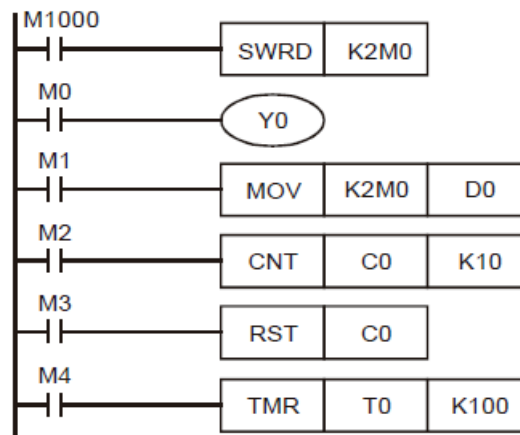 M1000
SWRD K2M0
M0
Y0
M1
MOV K2M0 D0
M2
CNT C0 K10
M3
RST C0
M4
TMR T0 K100